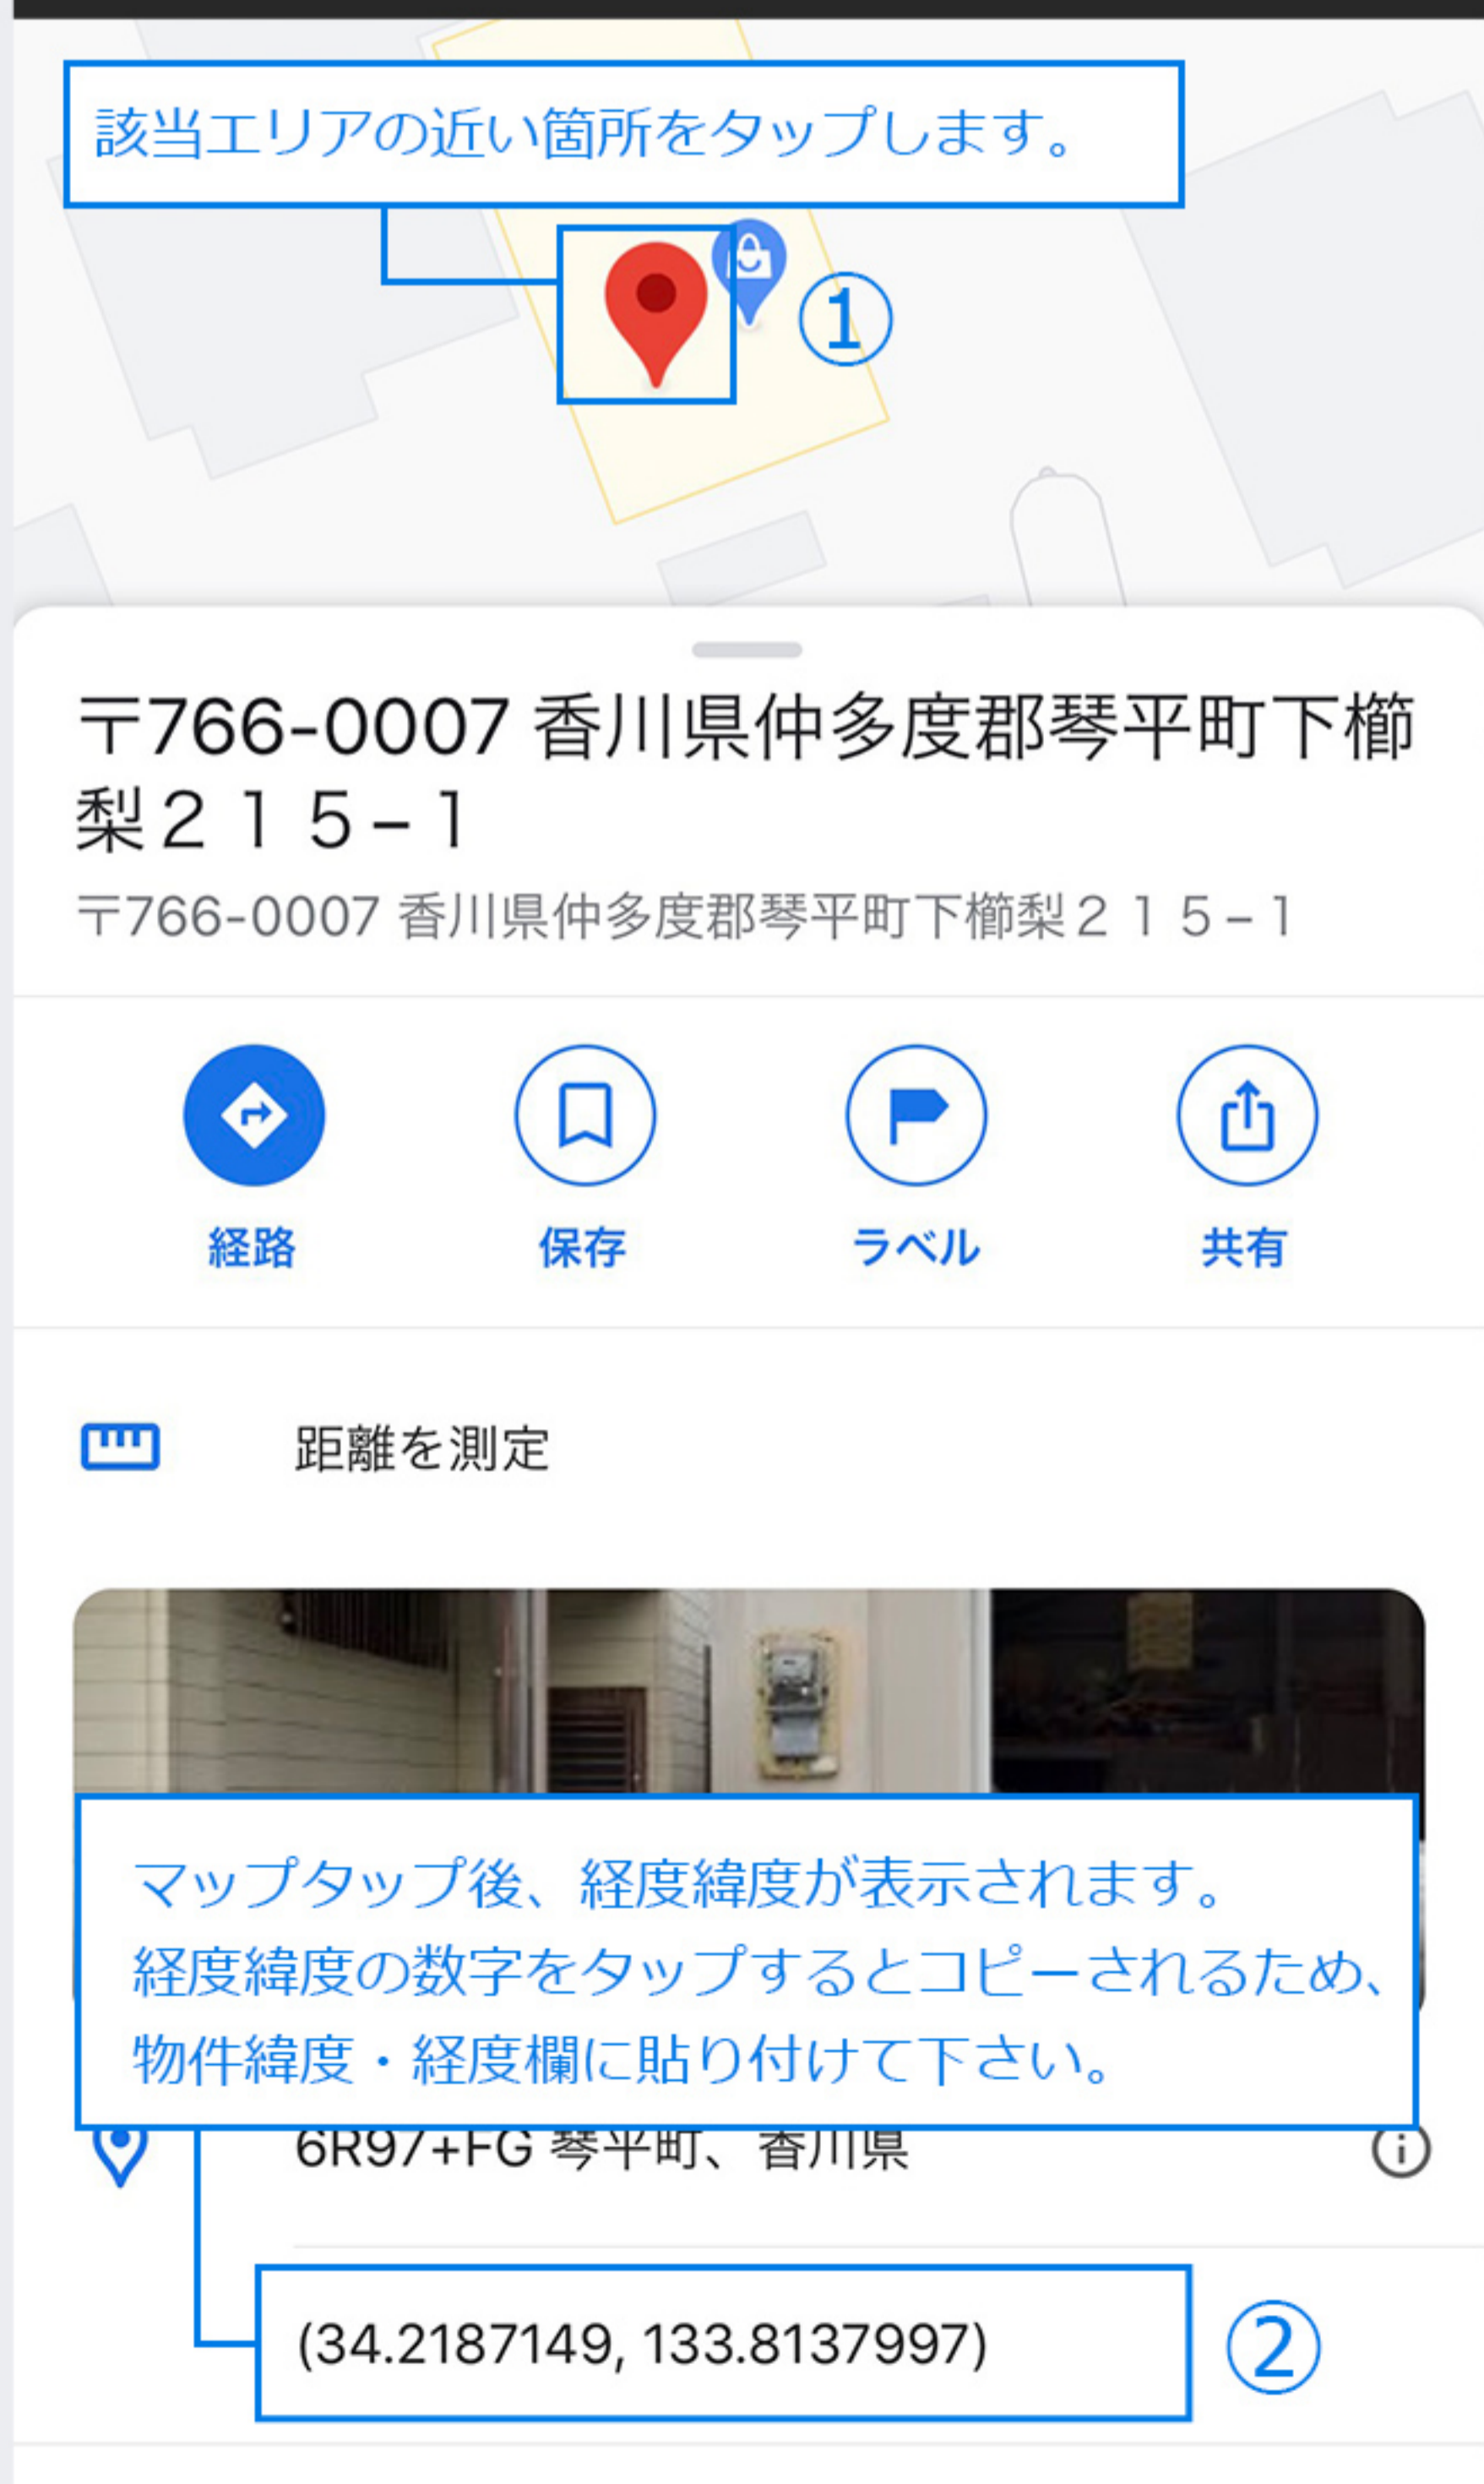 該当エリアの近い箇所をタップします。
①
〒766-0007 香川県仲多度郡琴平町下櫛
梨２１５−１
〒766-0007 香川県仲多度郡琴平町下櫛梨２１５−１
経路 保存 ラベル 共有
距離を測定
マップタップ後、経度緯度が表示されます。
経度緯度の数字をタップするとコピーされるため、
物件緯度・経度欄に貼り付けて下さい。
6R97+FG 琴平町、香川県
(34.2187149, 133.8137997)
②